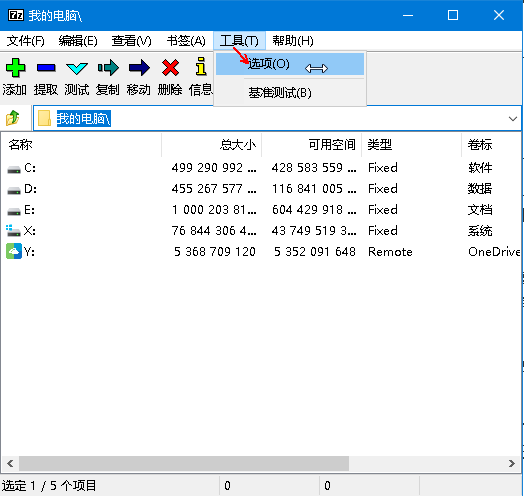 7z 我的电脑\
文件(F) 编辑(E) 查看(V) 书签(A) 工具(T) 帮助(H)
选项(O)
添加 提取 测试 复制 移动 删除 信息
基准测试(B)
我的电脑\
名称 总大小 可用空间 类型 卷标
C: 499 290 992 ... 428 583 559 ... Fixed 软件
D: 455 267 577 ... 116 841 005 ... Fixed 数据
E: 1 000 203 81... 604 429 918 ... Fixed 文档
X: 76 844 306 4... 43 749 519 3... Fixed 系统
Y: 5 368 709 120 5 352 091 648 Remote OneDrive
选定 1 / 5 个项目 0 0